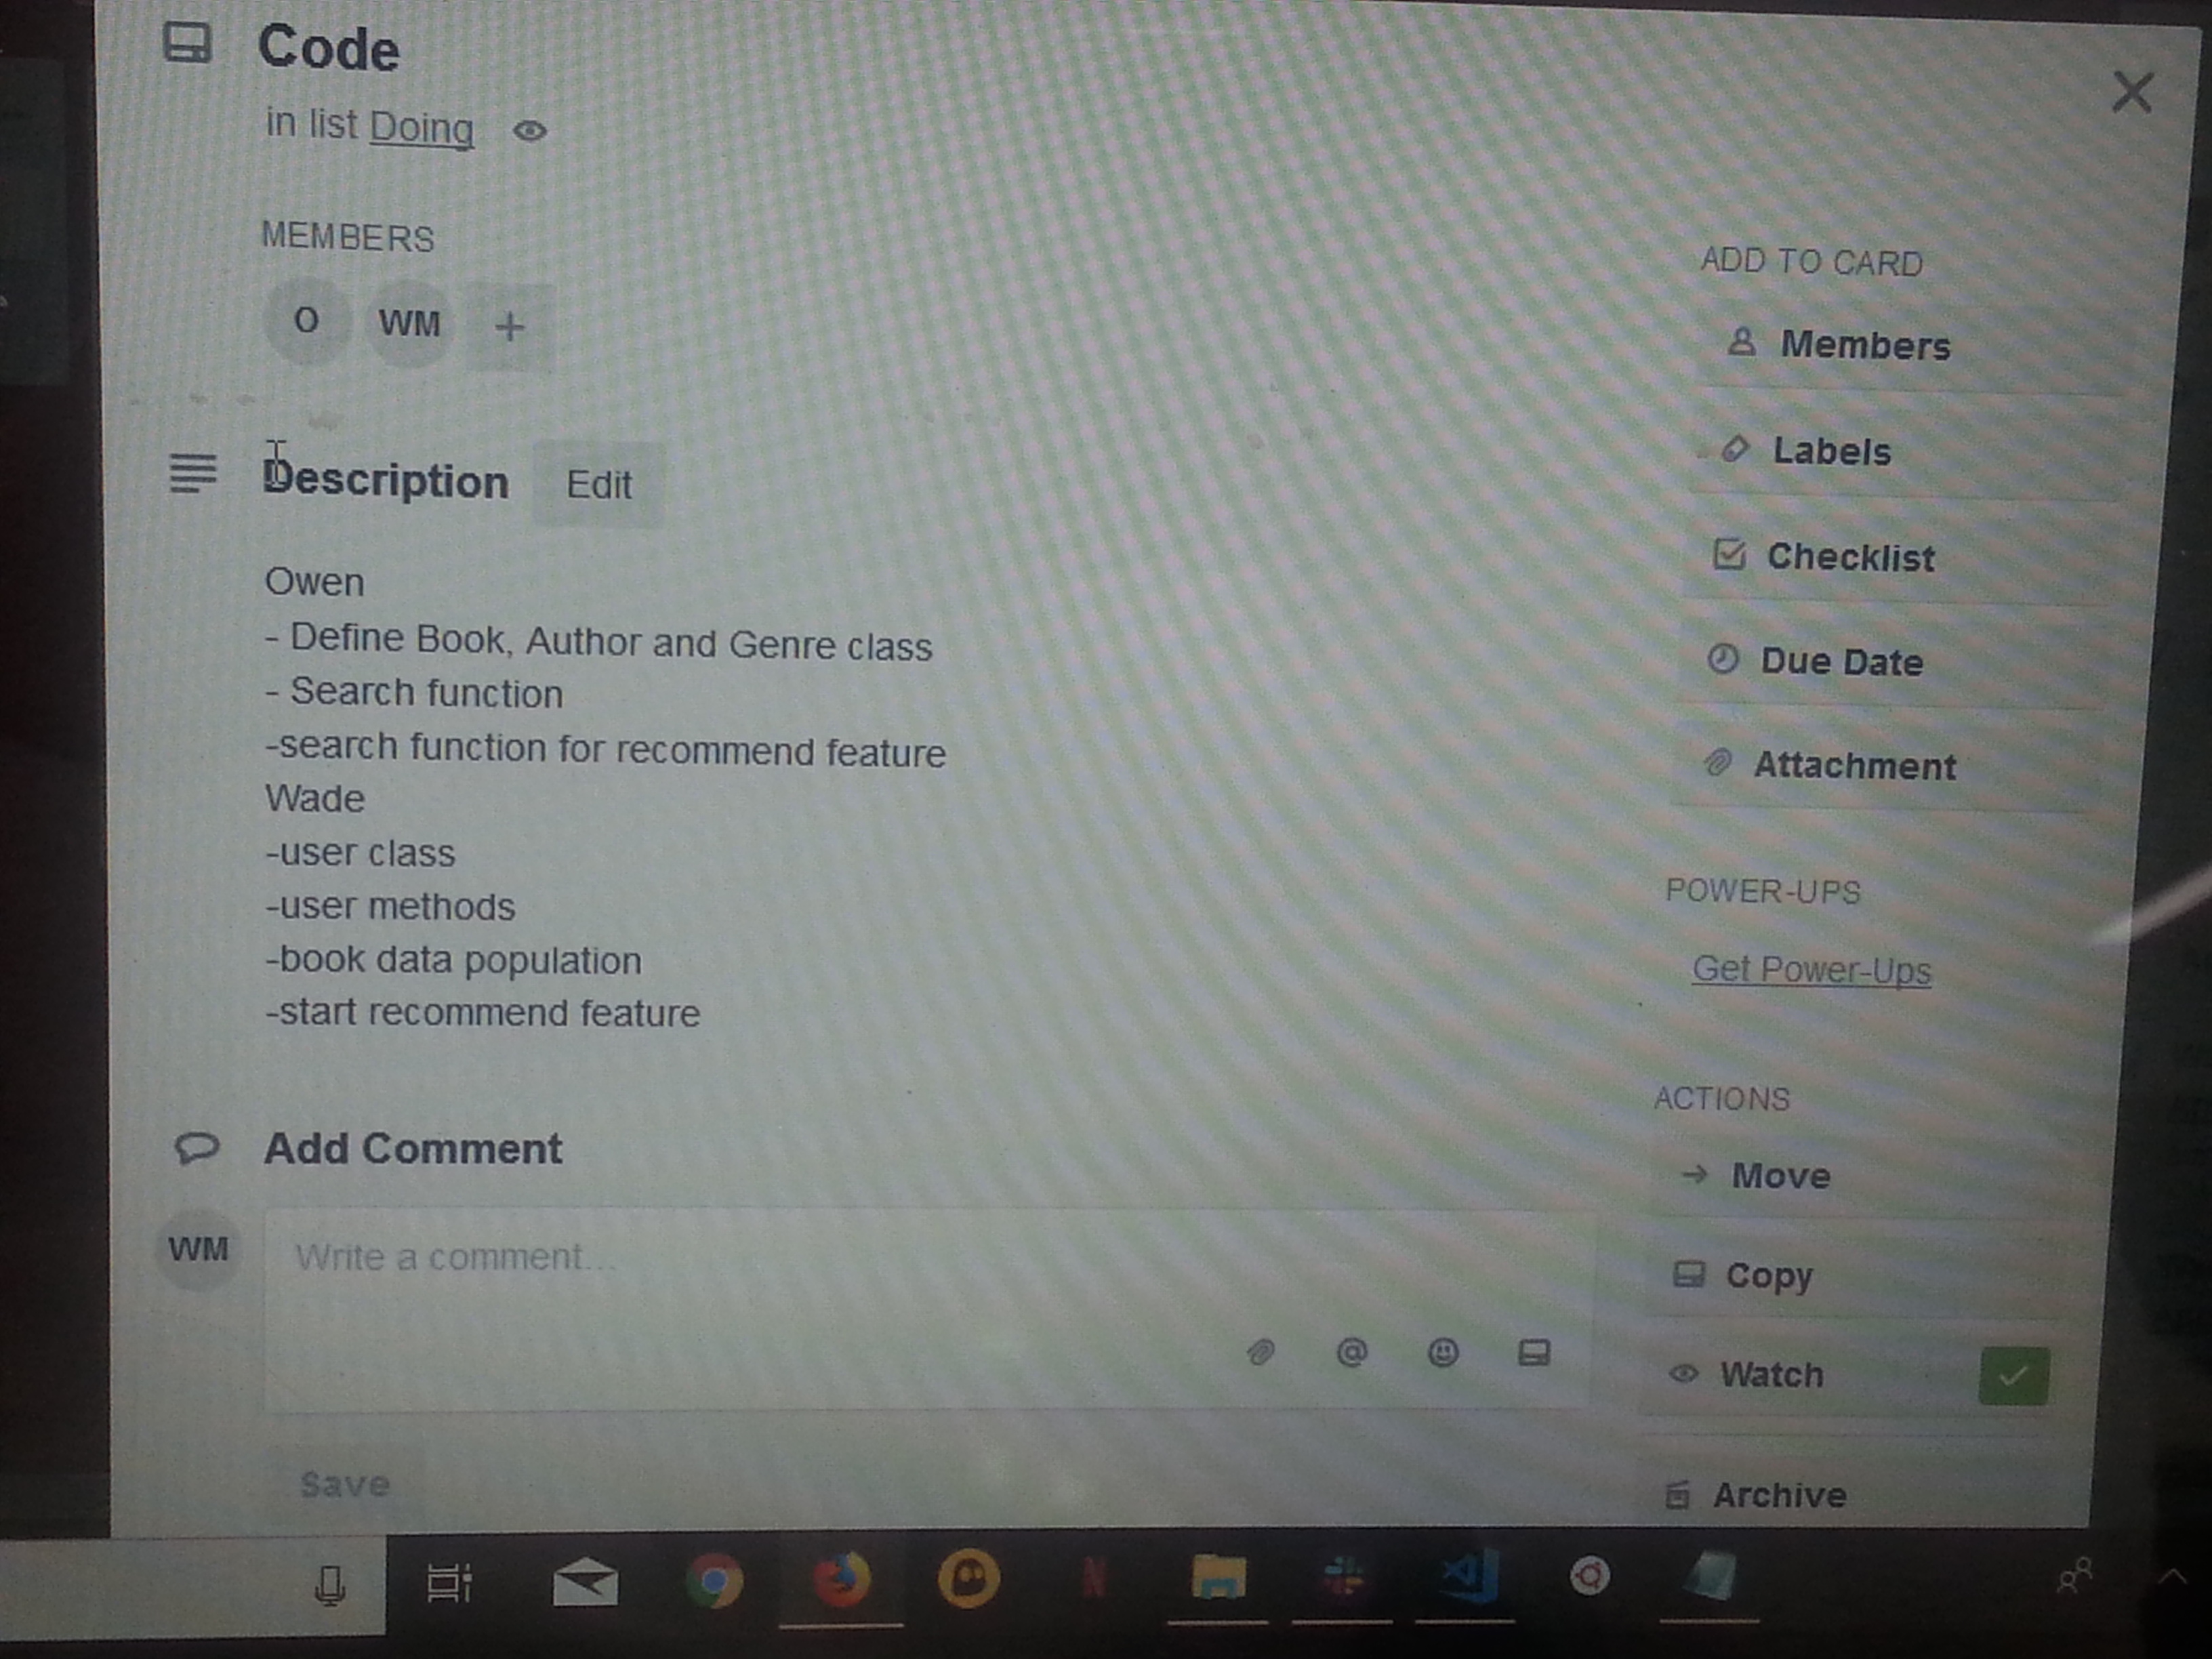 Code
in list Doing
MEMBERS
O WM +
Description Edit
Owen
- Define Book, Author and Genre class
- Search function
-search function for recommend feature
Wade
-user class
-user methods
-book data population
-start recommend feature
Add Comment
WM
Write a comment...
@
Save
ADD TO CARD
Members
Labels
Checklist
Due Date
Attachment
POWER-UPS
Get Power-Ups
ACTIONS
Move
Copy
Watch
Archive
N